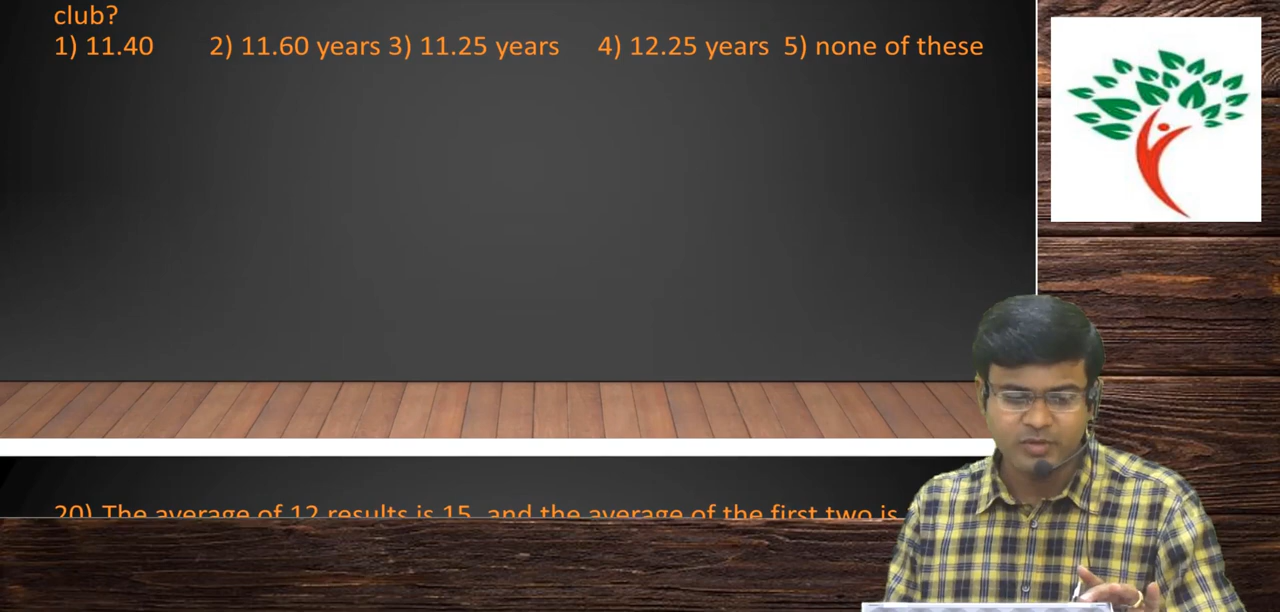 club?
1) 11.40 2) 11.60 years 3) 11.25 years 4) 12.25 years 5) none of these
20) The average of 12 results is 15, and the average of the first two is